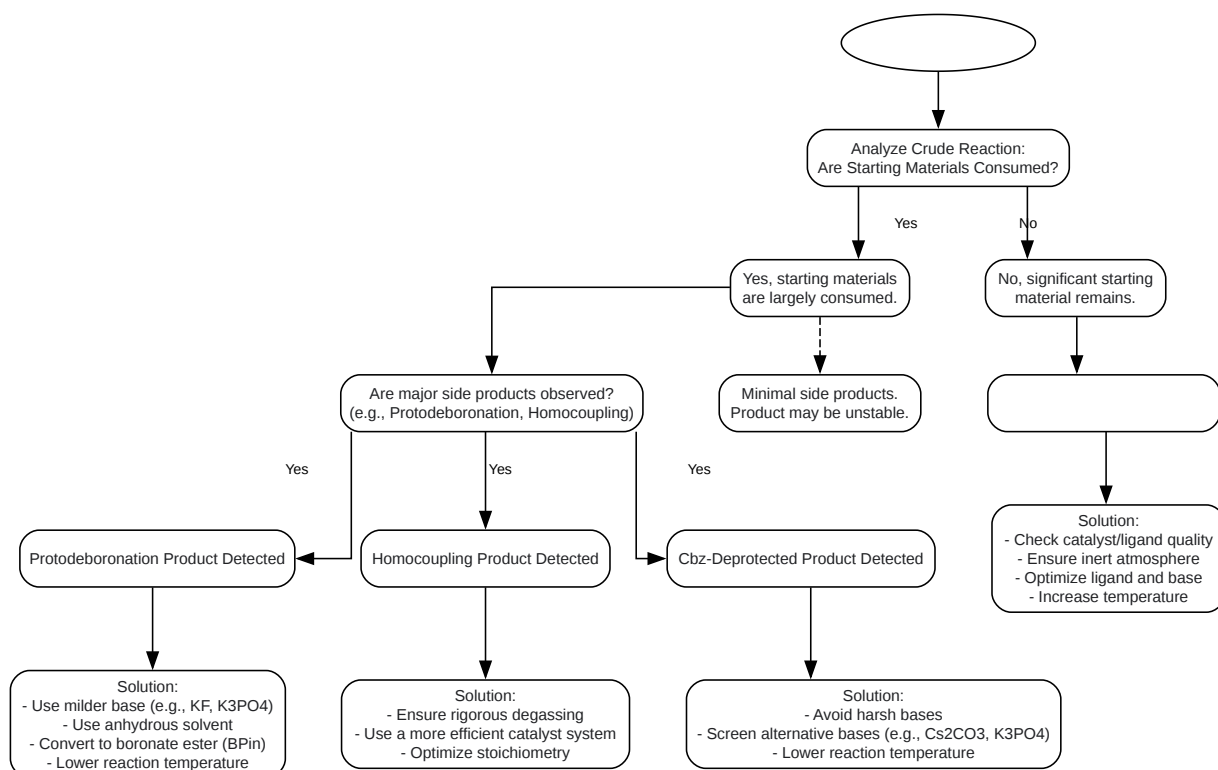 Analyze Crude Reaction:
Are Starting Materials Consumed?
Yes
No
Yes, starting materials
are largely consumed.
No, significant starting
material remains.
Are major side products observed?
(e.g., Protodeboronation, Homocoupling)
Minimal side products.
Product may be unstable.
Yes
Yes
Yes
Protodeboronation Product Detected
Homocoupling Product Detected
Cbz-Deprotected Product Detected
Solution:
- Check catalyst/ligand quality
- Ensure inert atmosphere
- Optimize ligand and base
- Increase temperature
Solution:
- Use milder base (e.g., KF, K3PO4)
- Use anhydrous solvent
- Convert to boronate ester (BPin)
- Lower reaction temperature
Solution:
- Ensure rigorous degassing
- Use a more efficient catalyst system
- Optimize stoichiometry
Solution:
- Avoid harsh bases
- Screen alternative bases (e.g., Cs2CO3, K3PO4)
- Lower reaction temperature